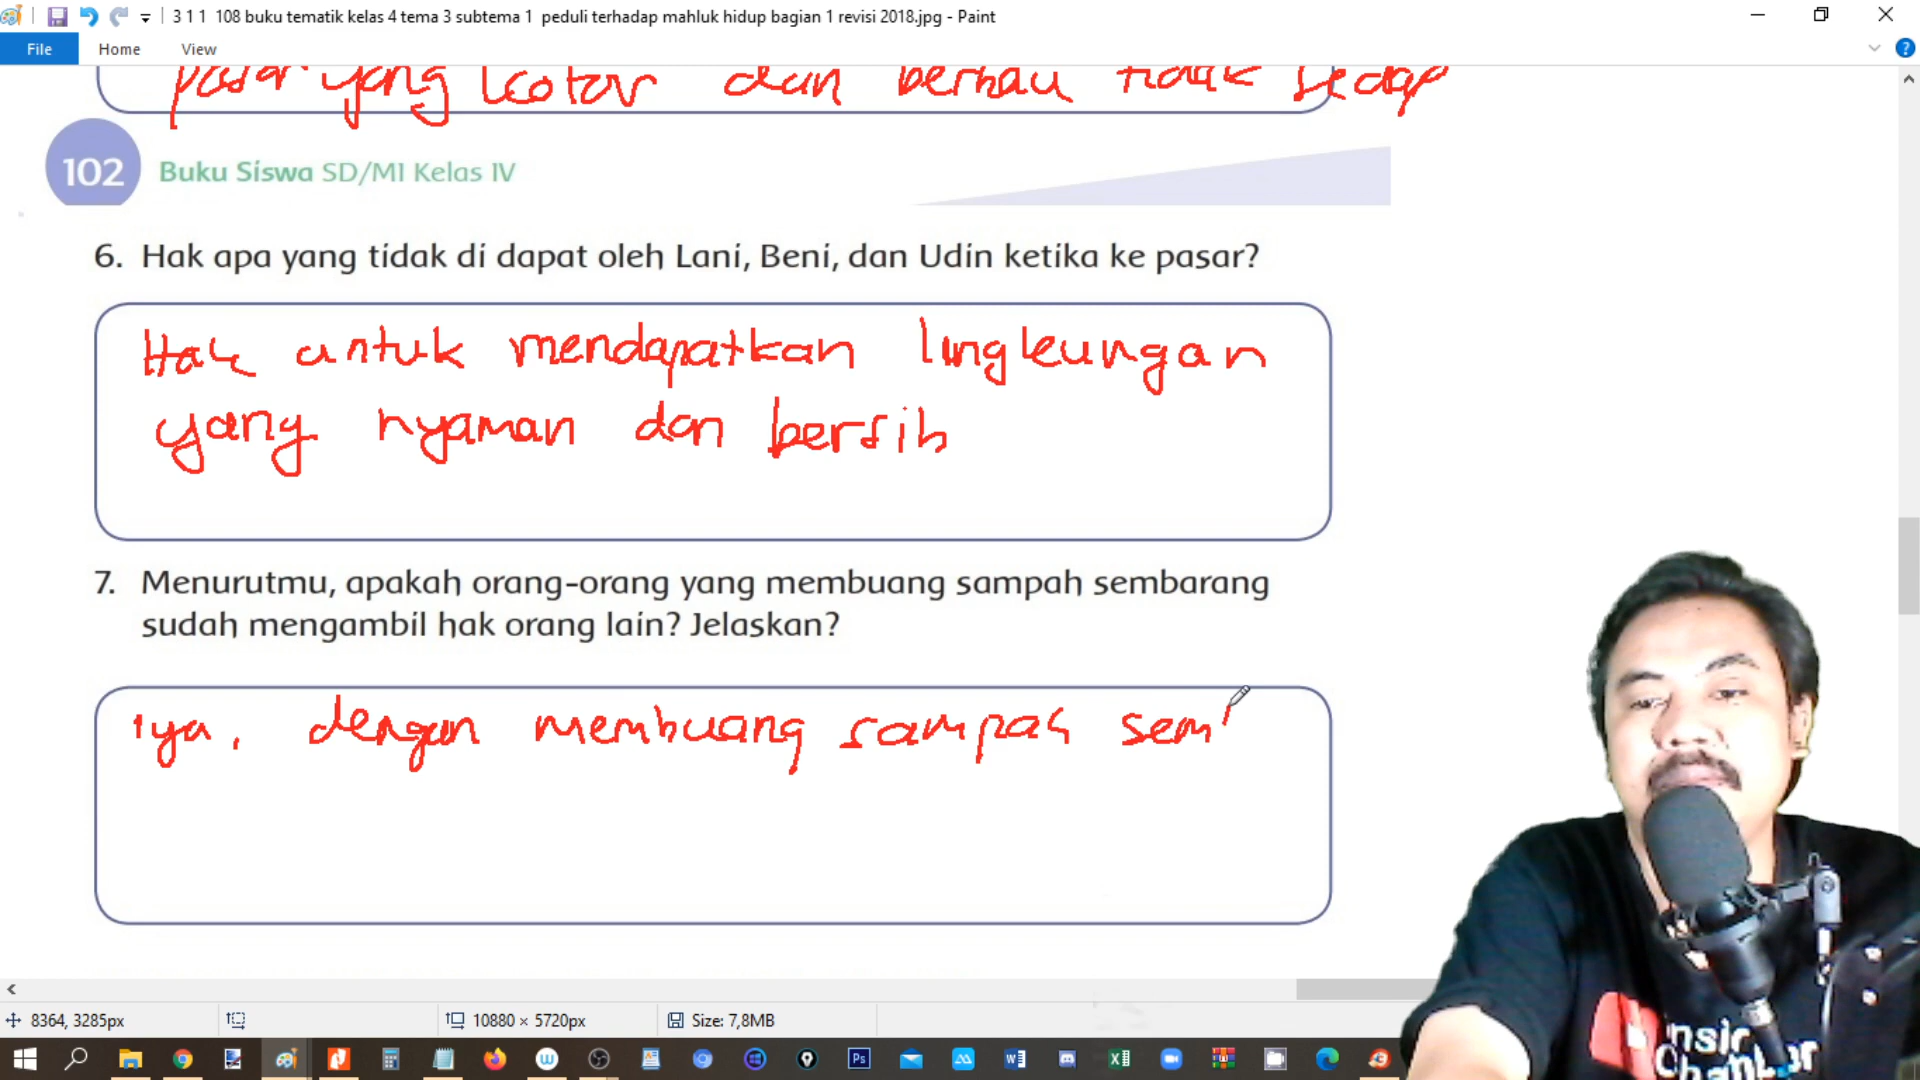 3 1 1 108 buku tematik kelas 4 tema 3 subtema 1 peduli terhadap mahluk hidup bagian 1 revisi 2018.jpg - Paint
File Home View
pasar yang kotor dan berbau tidak sedap
102 Buku Siswa SD/MI Kelas IV
6. Hak apa yang tidak di dapat oleh Lani, Beni, dan Udin ketika ke pasar?
Hak untuk mendapatkan lingkungan
yang nyaman dan bersih
7. Menurutmu, apakah orang-orang yang membuang sampah sembarang
sudah mengambil hak orang lain? Jelaskan?
iya, dengan membuang sampah sem
8364, 3285px 10880 × 5720px Size: 7,8MB